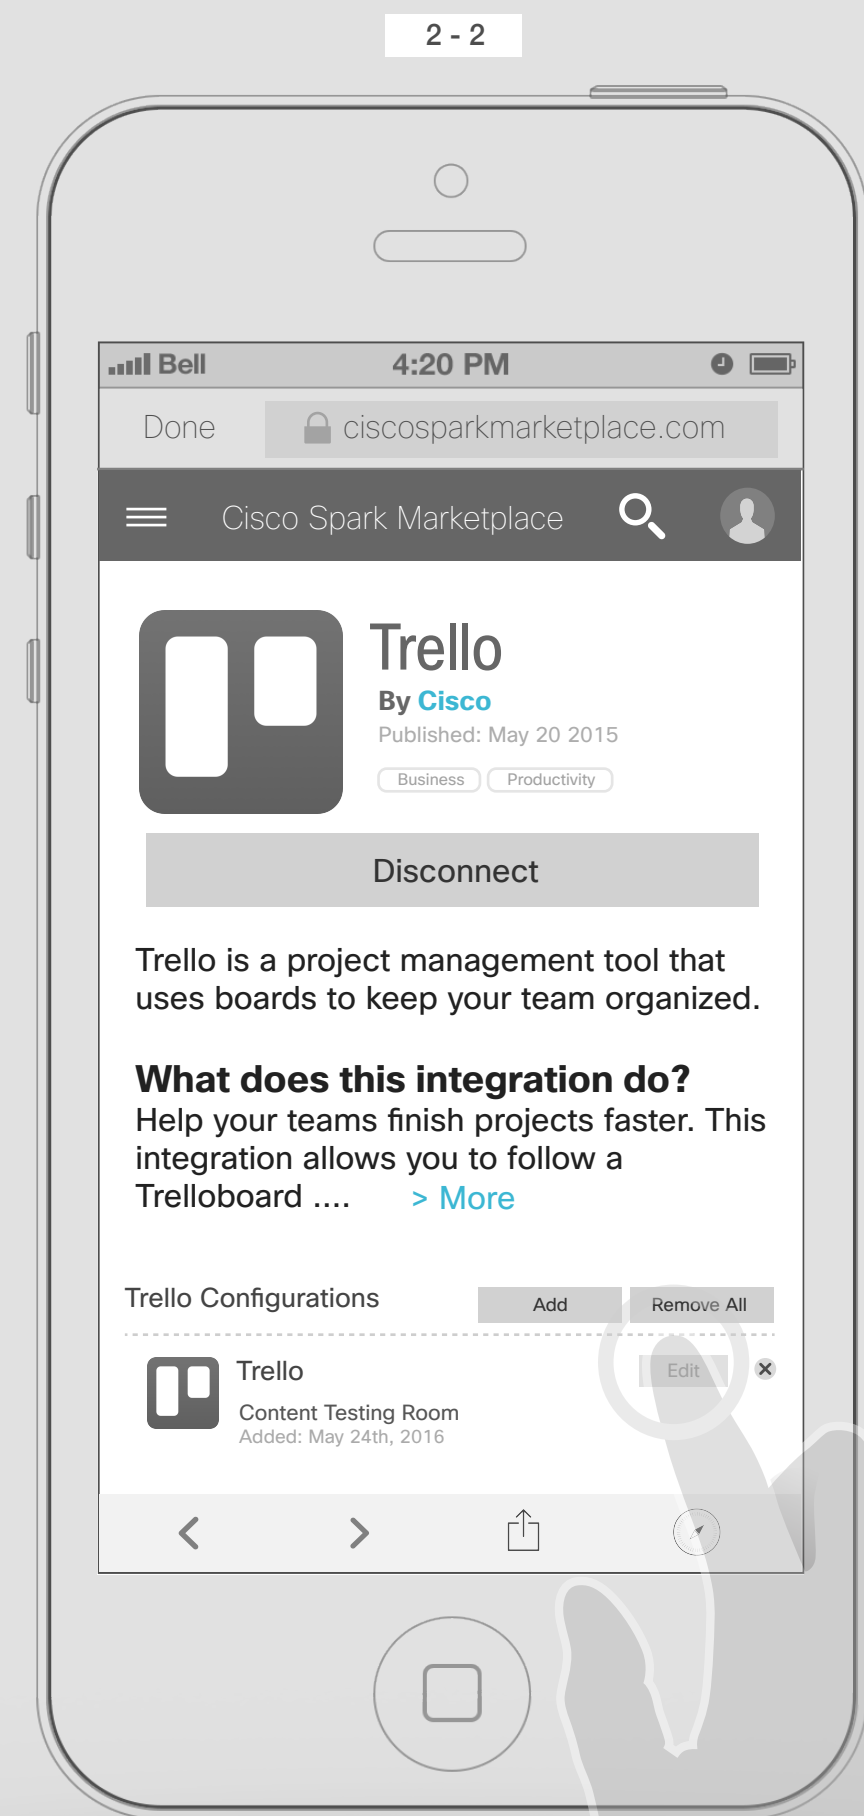 2 - 2
Bell 4:20 PM
Done ciscosparkmarketplace.com
Cisco Spark Marketplace
Trello
By Cisco
Published: May 20 2015
Business Productivity
Disconnect
Trello is a project management tool that
uses boards to keep your team organized.
What does this integration do?
Help your teams finish projects faster. This
integration allows you to follow a
Trelloboard .... > More
Trello Configurations Add Remove All
Trello Edit
Content Testing Room
Added: May 24th, 2016